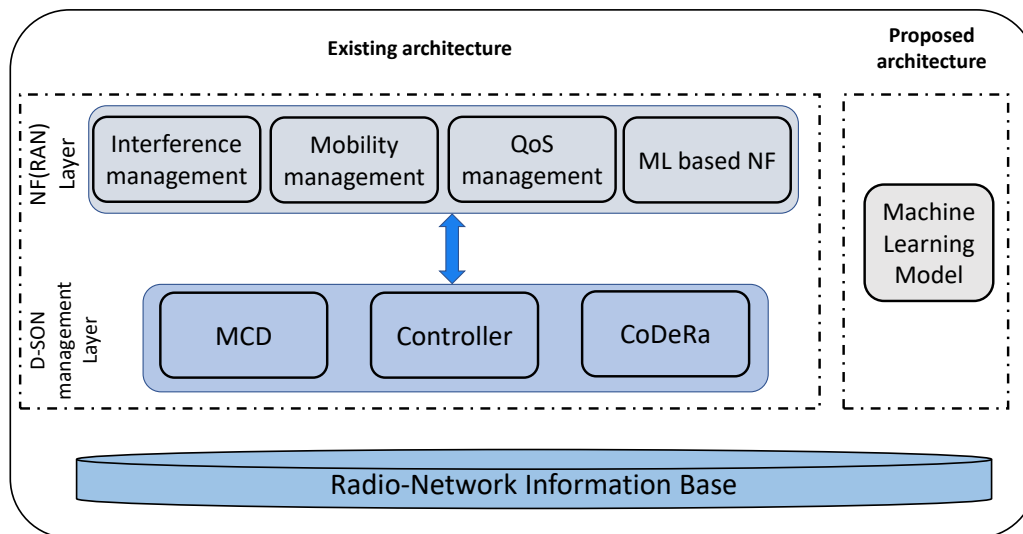 Existing architecture
Proposed
architecture
NF(RAN)
Layer
Interference
management
Mobility
management
QoS
management
ML based NF
Machine
Learning
Model
D-SON
management
Layer
MCD
Controller
CoDeRa
Radio-Network Information Base